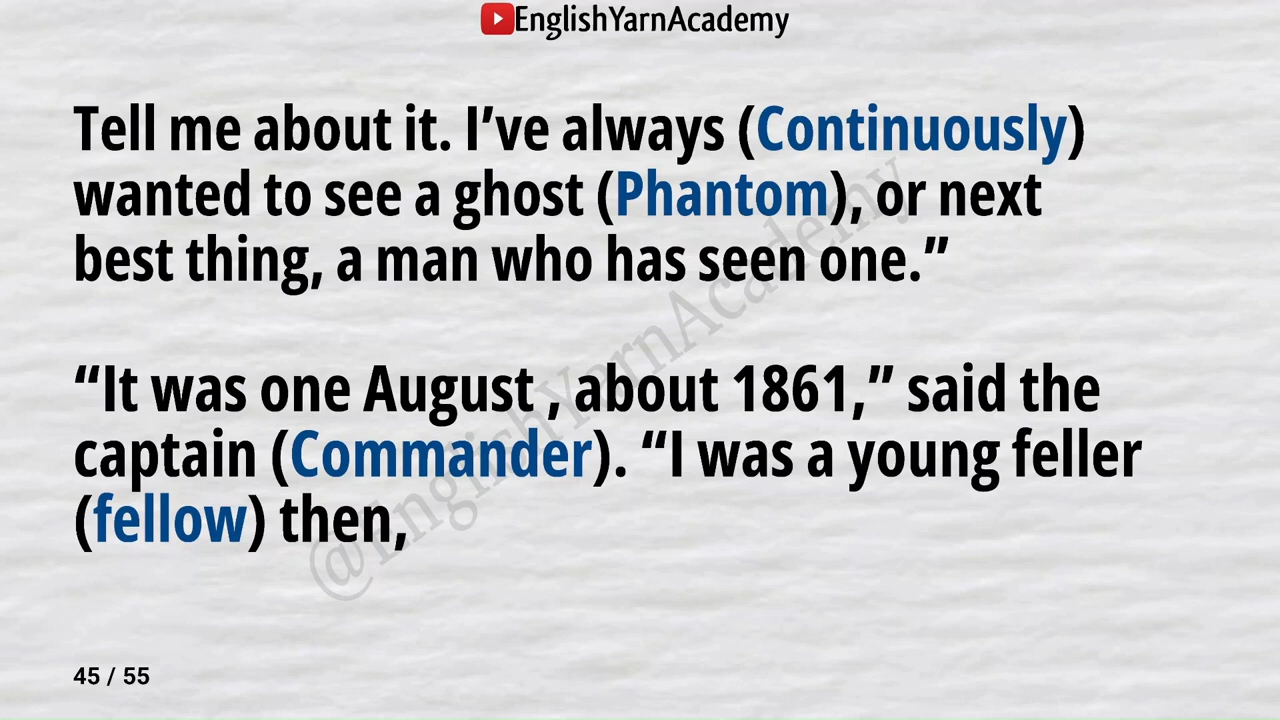 EnglishYarnAcademy
Tell me about it. I’ve always (Continuously)
wanted to see a ghost (Phantom), or next
best thing, a man who has seen one.”
“It was one August , about 1861,” said the
captain (Commander). “I was a young feller
(fellow) then,
@EnglishYarnAcademy
45 / 55